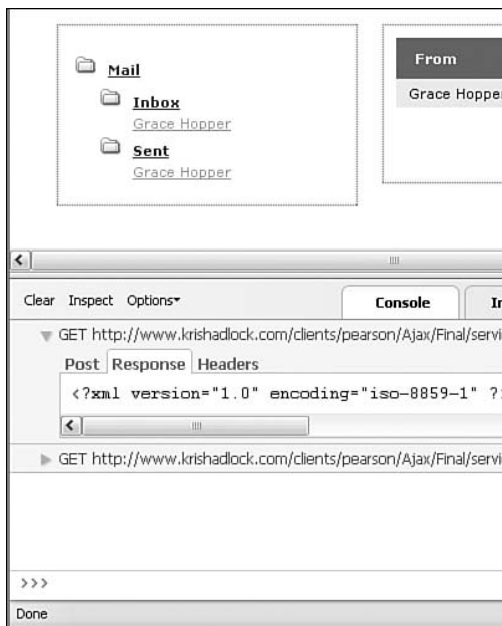 Mail
Inbox
Grace Hopper
Sent
Grace Hopper
From
Grace Hopper
Clear Inspect Options
Console
GET http://www.krishadlock.com/clients/pearson/Ajax/Final/servi
Post Response Headers
<?xml version="1.0" encoding="iso-8859-1" ?
GET http://www.krishadlock.com/clients/pearson/Ajax/Final/servi
>>>
Done